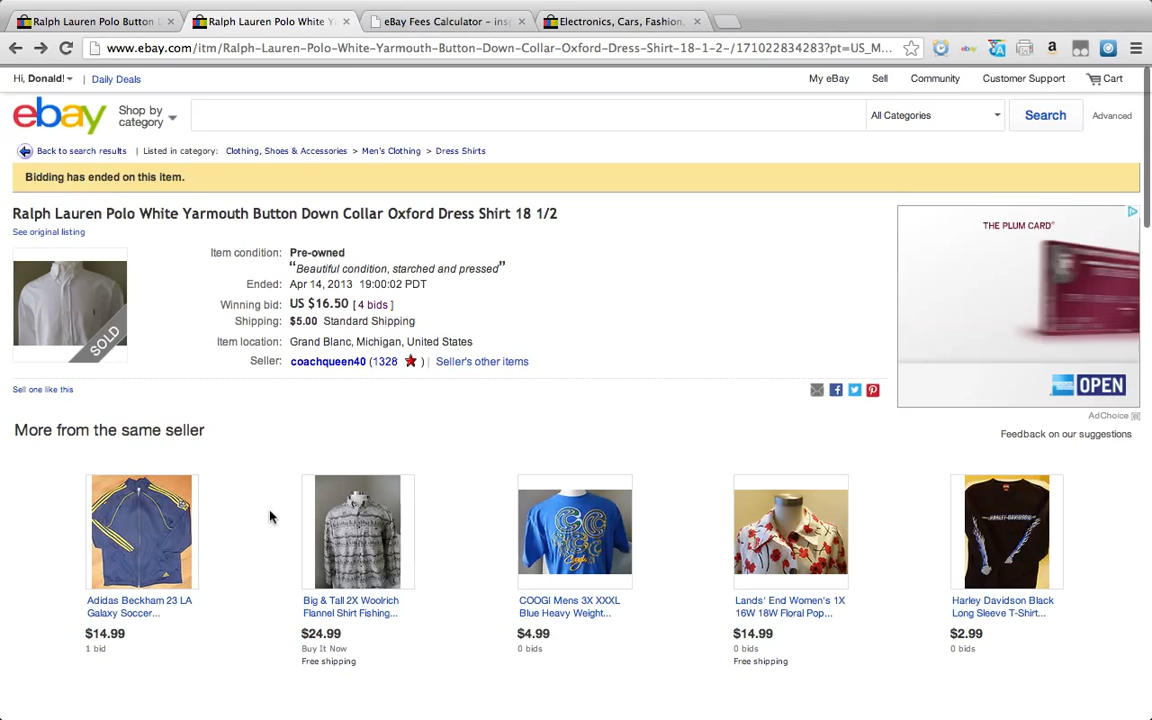 Ralph Lauren Polo Button D
Ralph Lauren Polo White Y
eBay Fees Calculator – insp
Electronics, Cars, Fashion,
www.ebay.com/itm/Ralph-Lauren-Polo-White-Yarmouth-Button-Down-Collar-Oxford-Dress-Shirt-18-1-2-/171022834283?pt=US_M...
Hi, Donald! | Daily Deals
My eBay Sell Community Customer Support Cart
ebay
Shop by category
All Categories
Search
Advanced
Back to search results | Listed in category: Clothing, Shoes & Accessories > Men's Clothing > Dress Shirts
Bidding has ended on this item.
Ralph Lauren Polo White Yarmouth Button Down Collar Oxford Dress Shirt 18 1/2
See original listing
SOLD
Item condition: Pre-owned
"Beautiful condition, starched and pressed"
Ended: Apr 14, 2013 19:00:02 PDT
Winning bid: US $16.50 [ 4 bids ]
Shipping: $5.00 Standard Shipping
Item location: Grand Blanc, Michigan, United States
Seller: coachqueen40 (1328 ) | Seller's other items
Sell one like this
THE PLUM CARD®
OPEN
AdChoice
Feedback on our suggestions
More from the same seller
Adidas Beckham 23 LA
Galaxy Soccer...
$14.99
1 bid
Big & Tall 2X Woolrich
Flannel Shirt Fishing...
$24.99
Buy It Now
Free shipping
COOGI Mens 3X XXXL
Blue Heavy Weight...
$4.99
0 bids
Lands' End Women's 1X
16W 18W Floral Pop...
$14.99
0 bids
Free shipping
Harley Davidson Black
Long Sleeve T-Shirt...
$2.99
0 bids